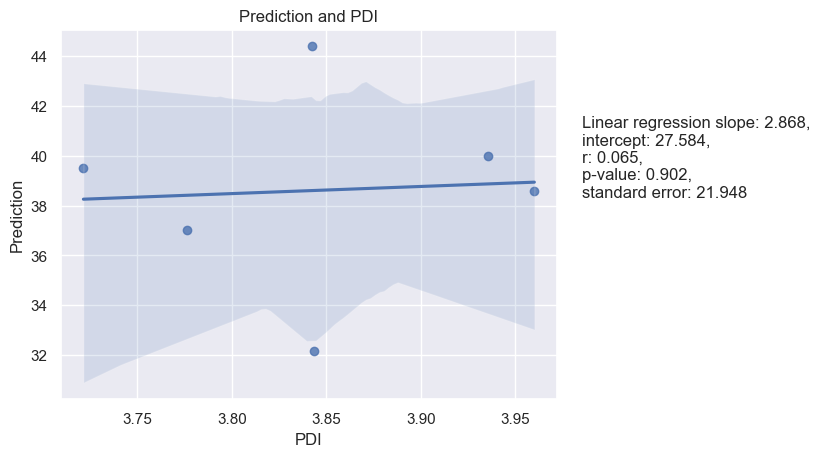 Prediction and PDI
44
42
40
38
36
34
32
Prediction
3.75
3.80
3.85
3.90
3.95
PDI
Linear regression slope: 2.868,
intercept: 27.584,
r: 0.065,
p-value: 0.902,
standard error: 21.948